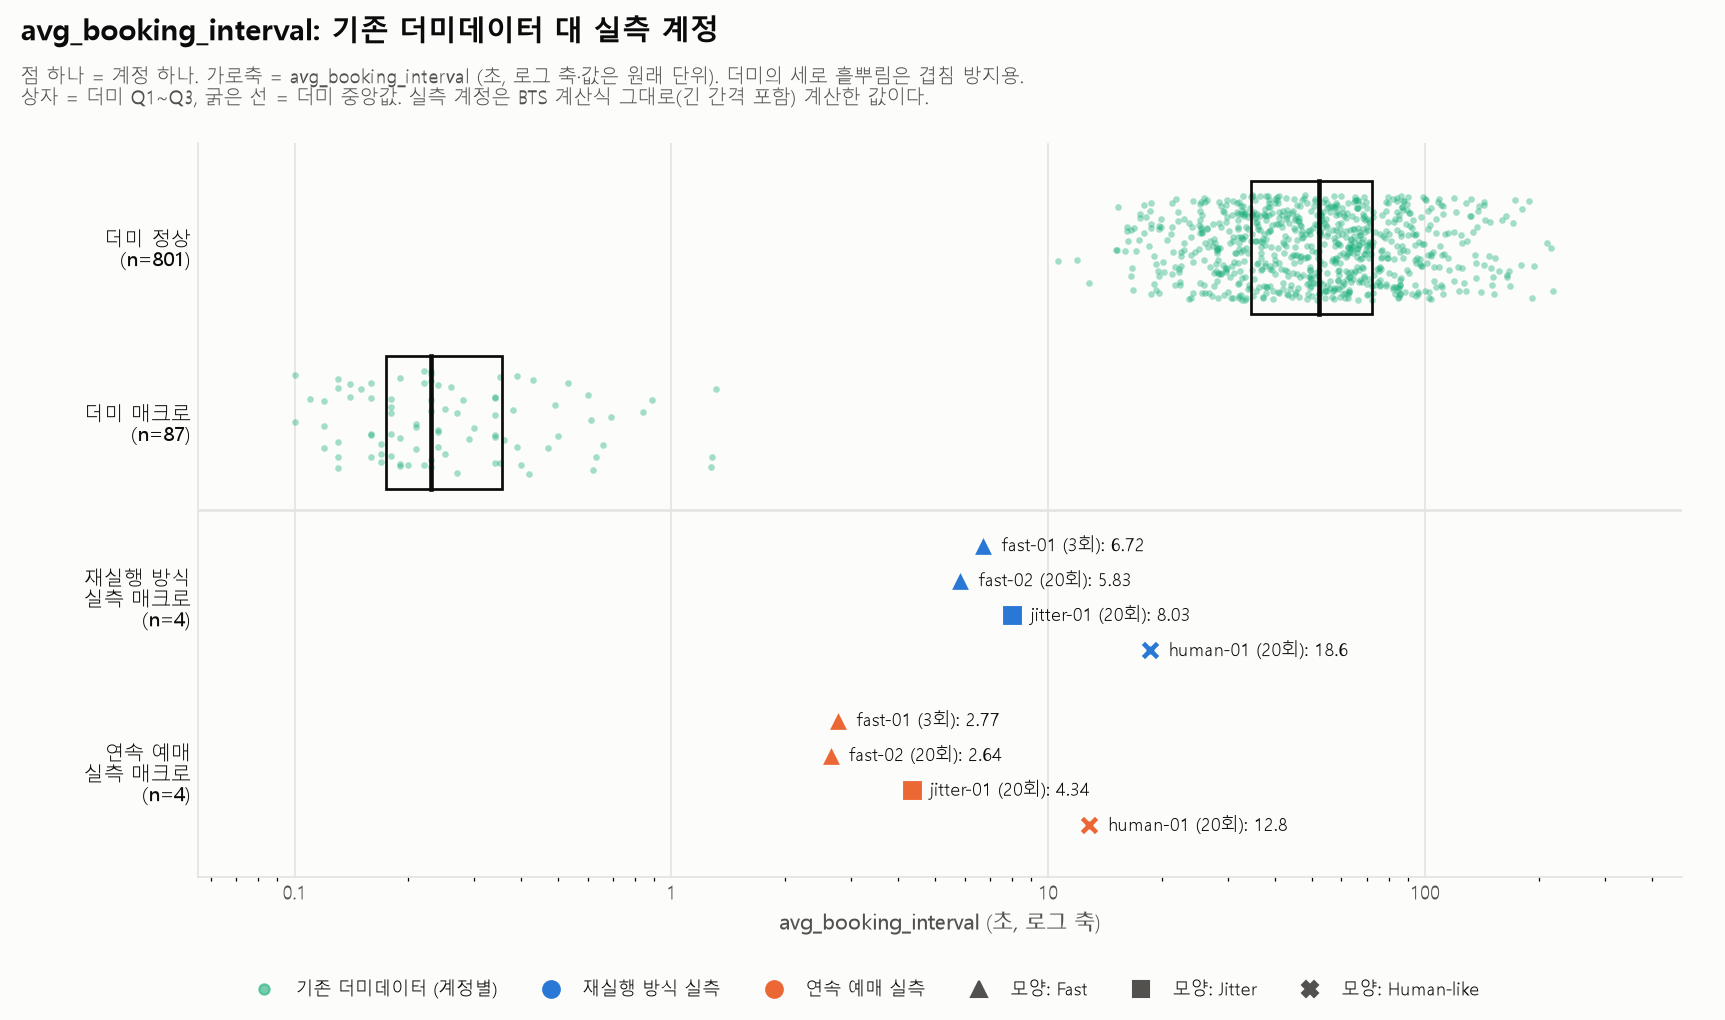 avg_booking_interval: 기존 더미데이터 대 실측 계정
점 하나 = 계정 하나. 가로축 = avg_booking_interval (초, 로그 축·값은 원래 단위). 더미의 세로 흩뿌림은 겹침 방지용.
상자 = 더미 Q1~Q3, 굵은 선 = 더미 중앙값. 실측 계정은 BTS 계산식 그대로(긴 간격 포함) 계산한 값이다.
더미 정상
(n=801)
더미 매크로
(n=87)
재실행 방식
실측 매크로
(n=4)
fast-01 (3회): 6.72
fast-02 (20회): 5.83
jitter-01 (20회): 8.03
human-01 (20회): 18.6
연속 예매
실측 매크로
(n=4)
fast-01 (3회): 2.77
fast-02 (20회): 2.64
jitter-01 (20회): 4.34
human-01 (20회): 12.8
0.1 1 10 100
avg_booking_interval (초, 로그 축)
기존 더미데이터 (계정별) 재실행 방식 실측 연속 예매 실측 모양: Fast 모양: Jitter 모양: Human-like